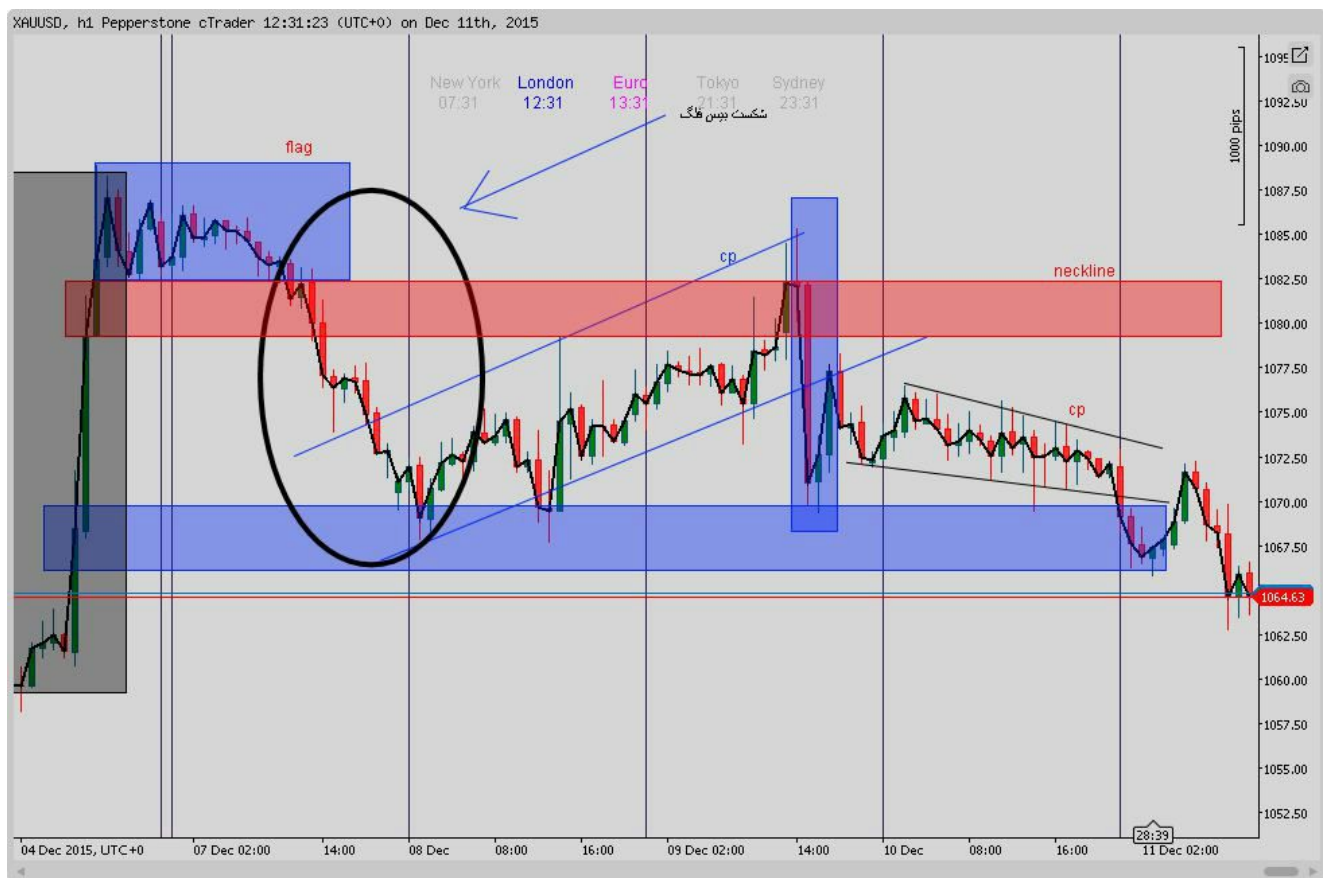 XAUUSD, h1 Pepperstone cTrader 12:31:23 (UTC+0) on Dec 11th, 2015
New York London Euro Tokyo Sydney
07:31 12:31 13:31 21:31 23:31
شکست بیس فلگ
flag
cp
neckline
cp
1000 pips
1095
1092.50
1090.00
1087.50
1085.00
1082.50
1080.00
1077.50
1075.00
1072.50
1070.00
1067.50
1064.63
1062.50
1060.00
1057.50
1055.00
1052.50
28:39
04 Dec 2015, UTC+0 07 Dec 02:00 14:00 08 Dec 08:00 16:00 09 Dec 02:00 14:00 10 Dec 08:00 16:00 11 Dec 02:00